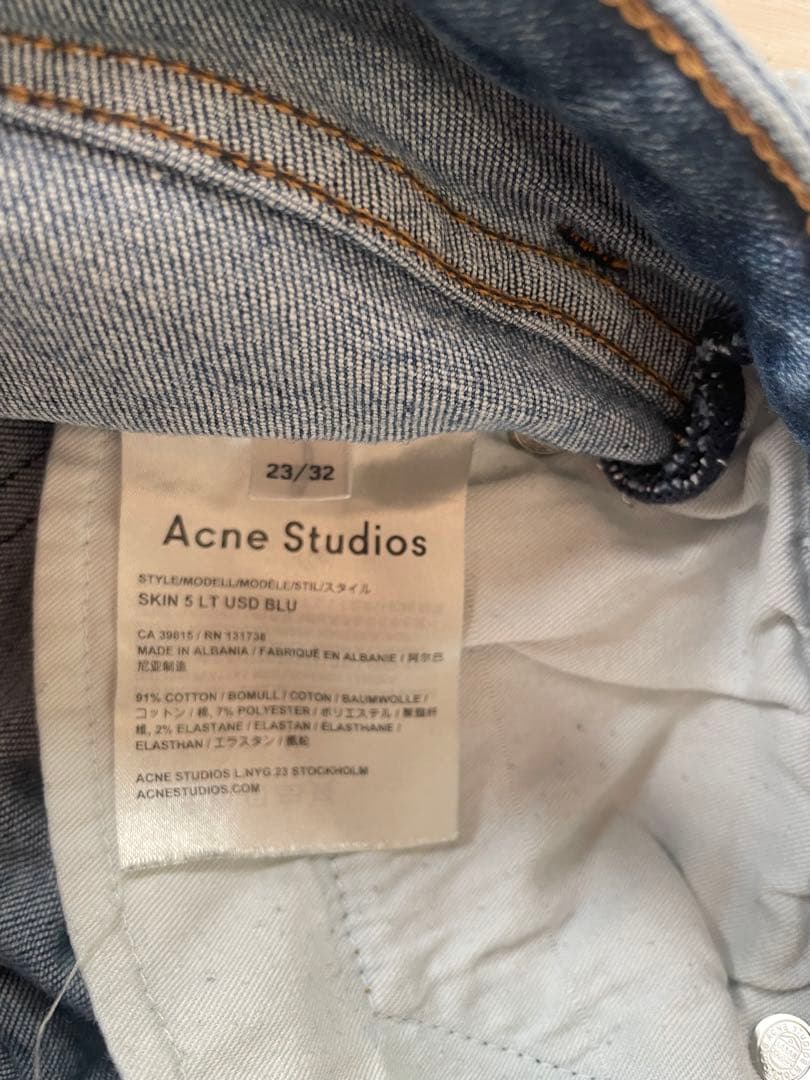 23/32
Acne Studios
STYLE/MODELL/MODÈLE/STIL/スタイル
SKIN 5 LT USD BLU
CA 39815 / RN 131738
MADE IN ALBANIA / FABRIQUÉ EN ALBANIE / 阿尔巴
尼亚制造
91% COTTON / BOMULL / COTON / BAUMWOLLE /
コットン / 棉, 7% POLYESTER / ポリエステル / 聚酯纤
维, 2% ELASTANE / ELASTAN / ÉLASTHANE /
ELASTHAN / エラスタン / 氨纶
ACNE STUDIOS L.NYG.23 STOCKHOLM
ACNESTUDIOS.COM